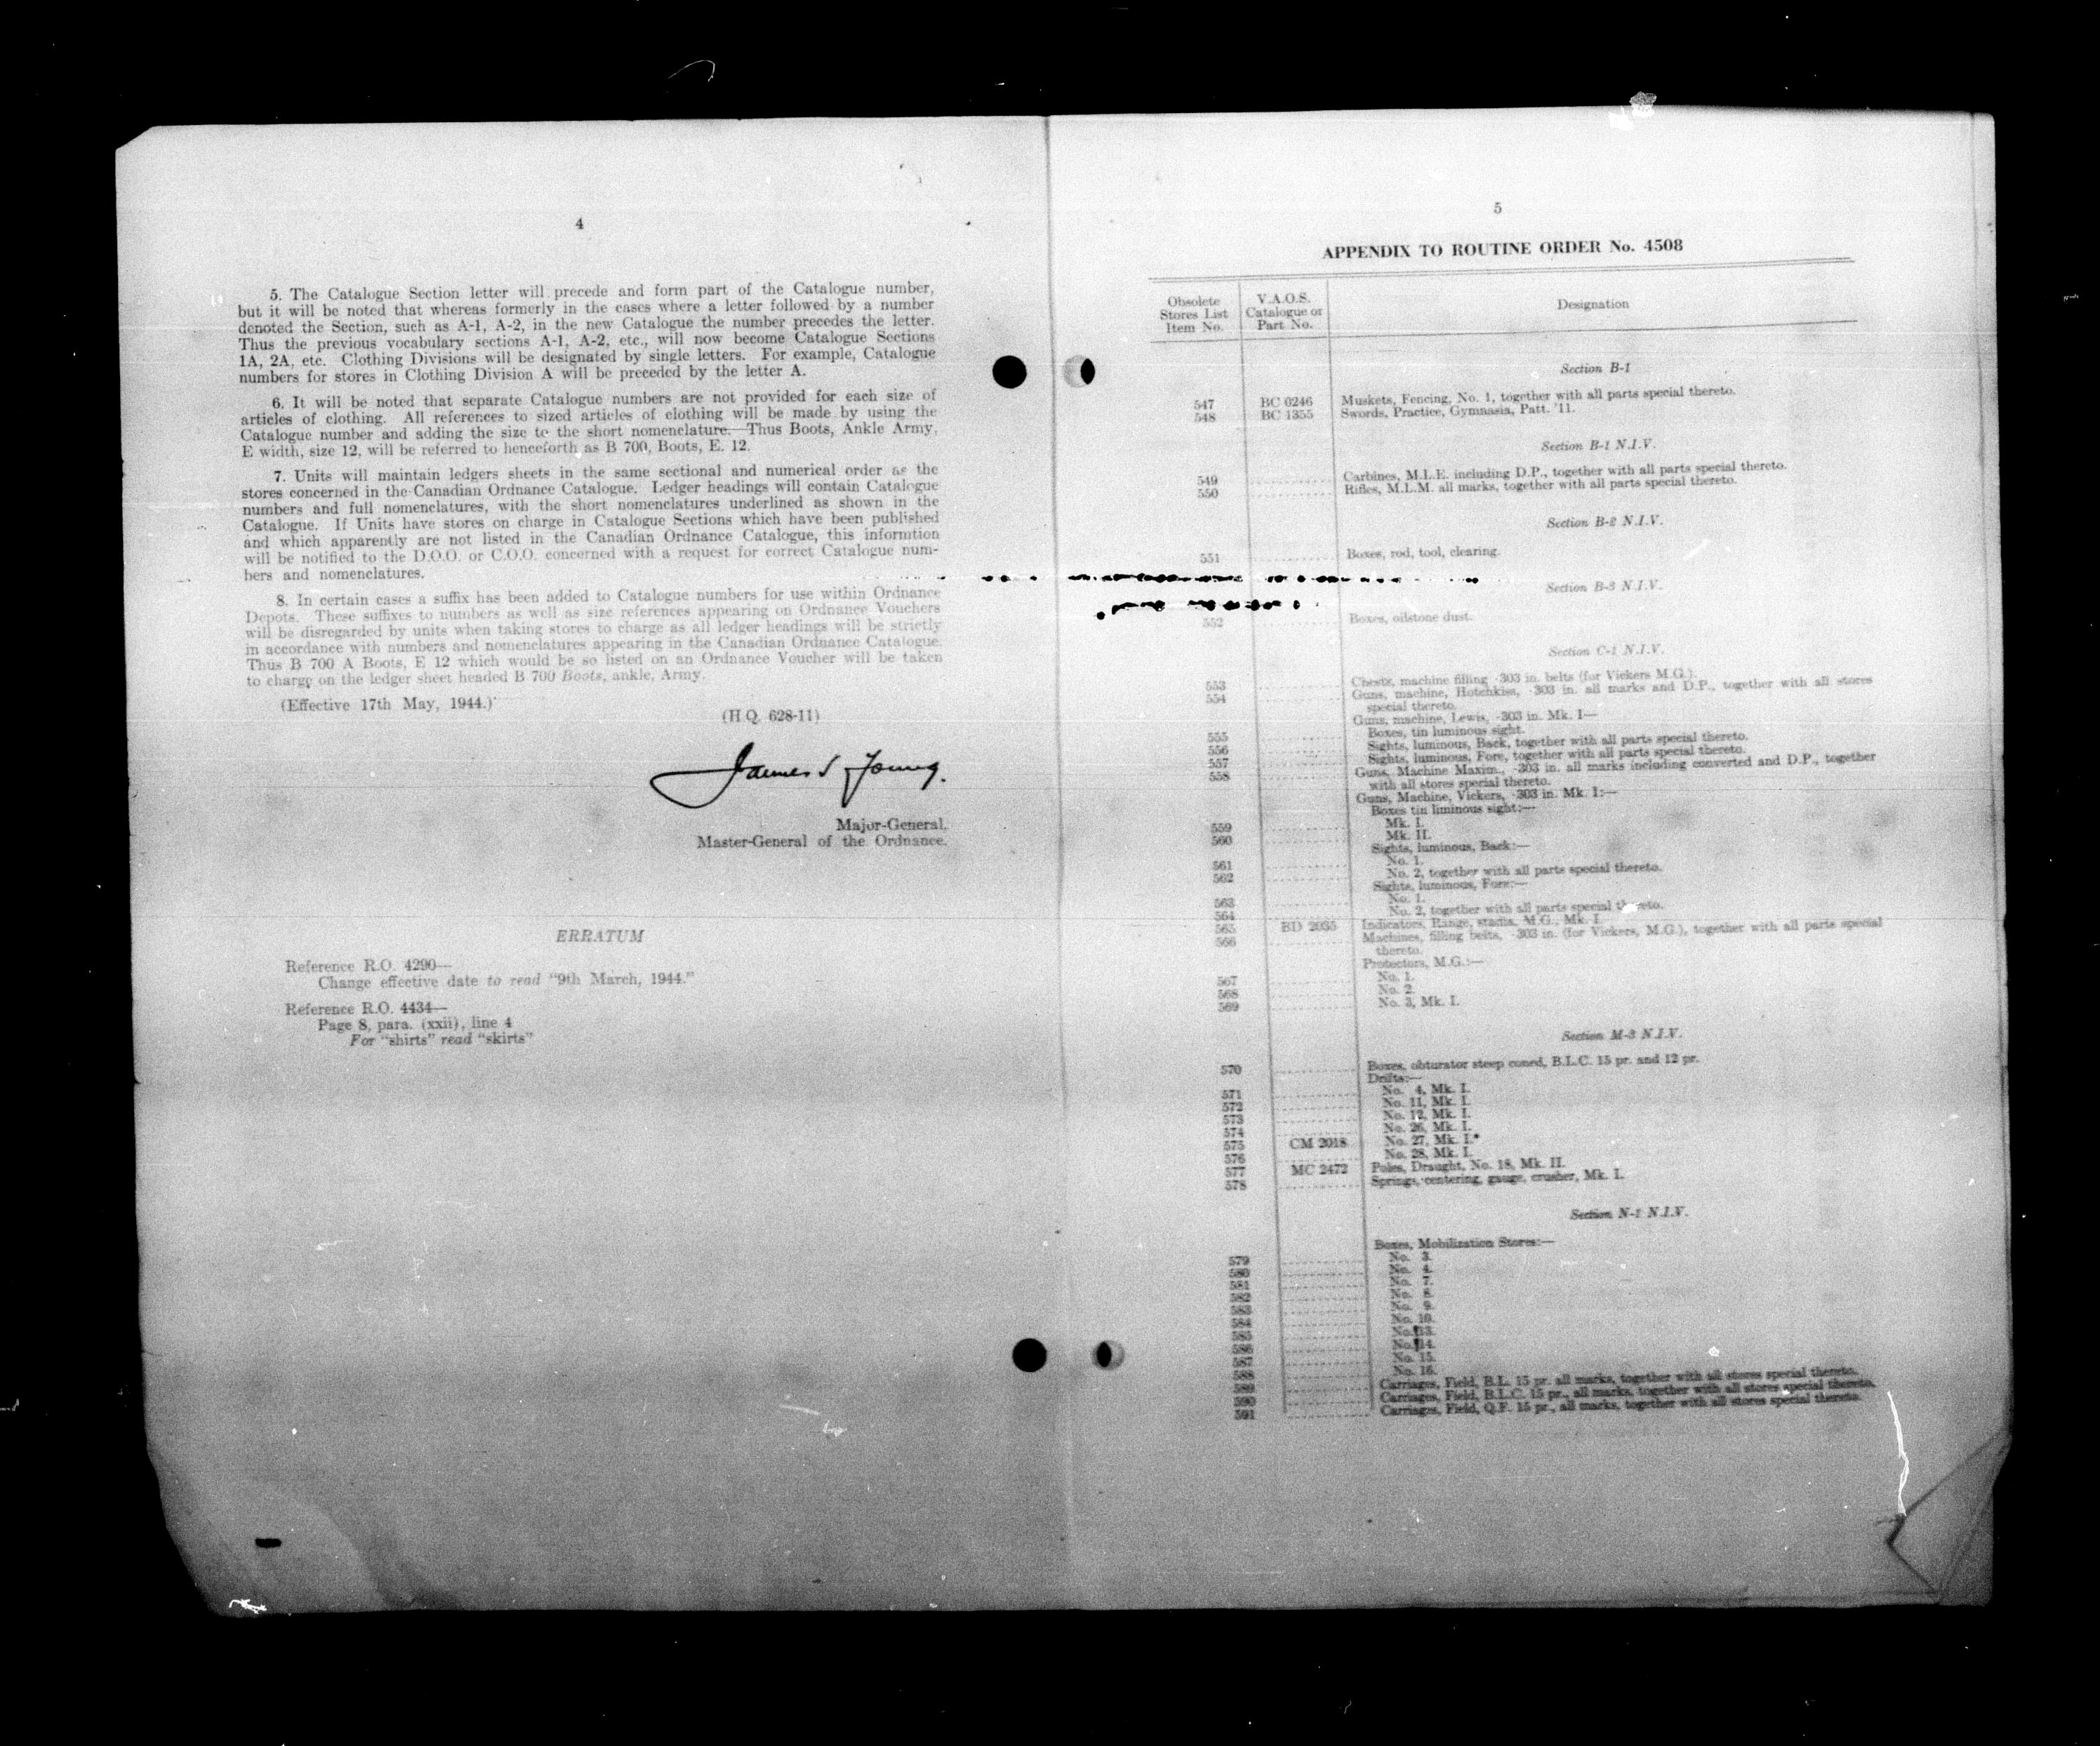 4
5. The Catalogue Section letter will precede and form part of the Catalogue number,
but it will be noted that whereas formerly in the cases where a letter followed by a number
denoted the Section, such as A-1, A-2, in the new Catalogue the number precedes the letter.
Thus the previous vocabulary sections A-1, A-2, etc., will now become Catalogue Sections
1A, 2A, etc. Clothing Divisions will be designated by single letters. For example, Catalogue
numbers for stores in Clothing Division A will be preceded by the letter A.
6. It will be noted that separate Catalogue numbers are not provided for each size of
articles of clothing. All references to sized articles of clothing will be made by using the
Catalogue number and adding the size to the short nomenclature. Thus Boots, Ankle Army,
E width, size 12, will be referred to henceforth as B 700, Boots, E. 12.
7. Units will maintain ledgers sheets in the same sectional and numerical order as the
stores concerned in the Canadian Ordnance Catalogue. Ledger headings will contain Catalogue
numbers and full nomenclatures, with the short nomenclatures underlined as shown in the
Catalogue. If Units have stores on charge in Catalogue Sections which have been published
and which apparently are not listed in the Canadian Ordnance Catalogue, this informtion
will be notified to the D.O.O. or C.O.O. concerned with a request for correct Catalogue num-
bers and nomenclatures.
8. In certain cases a suffix has been added to Catalogue numbers for use within Ordnance
Depots. These suffixes to numbers as well as size references appearing on Ordnance Vouchers
will be disregarded by units when taking stores to charge as all ledger headings will be strictly
in accordance with numbers and nomenclatures appearing in the Canadian Ordnance Catalogue.
Thus B 700 A Boots, E 12 which would be so listed on an Ordnance Voucher will be taken
to charge on the ledger sheet headed B 700 Boots, ankle, Army.
(Effective 17th May, 1944.)
(H.Q. 628-11)
James S Young.
Major-General,
Master-General of the Ordnance.
ERRATUM
Reference R.O. 4290—
Change effective date to read "9th March, 1944."
Reference R.O. 4434—
Page 8, para. (xxii), line 4
For "shirts" read "skirts"
5
APPENDIX TO ROUTINE ORDER No. 4508
Obsolete Stores List Item No. V.A.O.S. Catalogue or Part No. Designation
Section B-1
547 BC 0246 Muskets, Fencing, No. 1, together with all parts special thereto.
548 BC 1355 Swords, Practice, Gymnasia, Patt. '11.
Section B-1 N.I.V.
549 Carbines, M.L.E. including D.P., together with all parts special thereto.
550 Rifles, M.L.M. all marks, together with all parts special thereto.
Section B-2 N.I.V.
551 Boxes, rod, tool, clearing.
Section B-3 N.I.V.
552 Boxes, oilstone dust.
Section C-1 N.I.V.
553 Chests, machine filling ·303 in. belts (for Vickers M.G.).
554 Guns, machine, Hotchkiss, ·303 in. all marks and D.P., together with all stores
special thereto.
Guns, machine, Lewis, ·303 in. Mk. I—
555 Boxes, tin luminous sight.
556 Sights, luminous, Back, together with all parts special thereto.
557 Sights, luminous, Fore, together with all parts special thereto.
558 Guns, Machine Maxim., ·303 in. all marks including converted and D.P., together
with all stores special thereto.
Guns, Machine, Vickers, ·303 in. Mk. I:—
Boxes tin liminous sight:—
559 Mk. I.
560 Mk. II.
Sights, luminous, Back:—
561 No. 1.
562 No. 2, together with all parts special thereto.
Sights, luminous, Fore:—
563 No. 1.
564 No. 2, together with all parts special thereto.
565 BD 2035 Indicators, Range, stadia, M.G., Mk. I.
566 Machines, filling belts, ·303 in. (for Vickers, M.G.), together with all parts special
thereto.
Protectors, M.G.:—
567 No. 1.
568 No. 2.
569 No. 3, Mk. I.
Section M-3 N.I.V.
570 Boxes, obturator steep coned, B.L.C. 15 pr. and 12 pr.
Drifts:—
571 No. 4, Mk. I.
572 No. 11, Mk. I.
573 No. 12, Mk. I.
574 No. 26, Mk. I.
575 CM 2018 No. 27, Mk. I.*
576 No. 28, Mk. I.
577 MC 2472 Poles, Draught, No. 18, Mk. II.
578 Springs, centering, gauge, crusher, Mk. I.
Section N-1 N.I.V.
Boxes, Mobilization Stores:—
579 No. 3.
580 No. 4.
581 No. 7.
582 No. 8.
583 No. 9.
584 No. 10.
585 No. 13.
586 No. 14.
587 No. 15.
588 No. 16.
589 Carriages, Field, B.L. 15 pr. all marks, together with all stores special thereto.
590 Carriages, Field, B.L.C. 15 pr., all marks, together with all stores special thereto.
591 Carriages, Field, Q.F. 15 pr., all marks, together with all stores special thereto.